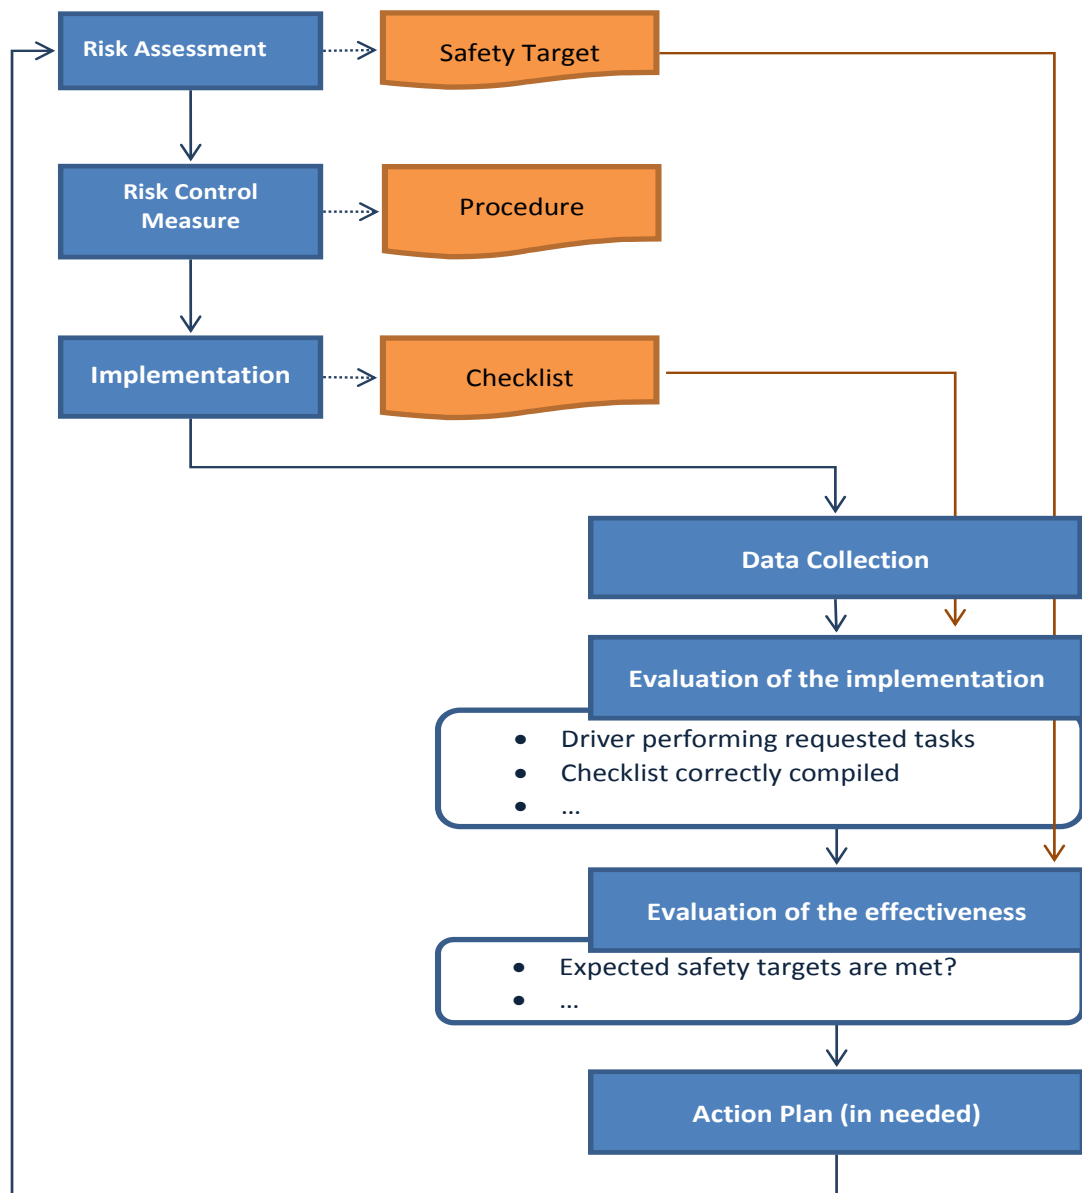 Risk Assessment
Safety Target
Risk Control
Measure
Procedure
Implementation
Checklist
Data Collection
Evaluation of the implementation
• Driver performing requested tasks
• Checklist correctly compiled
• ...
Evaluation of the effectiveness
• Expected safety targets are met?
• ...
Action Plan (in needed)